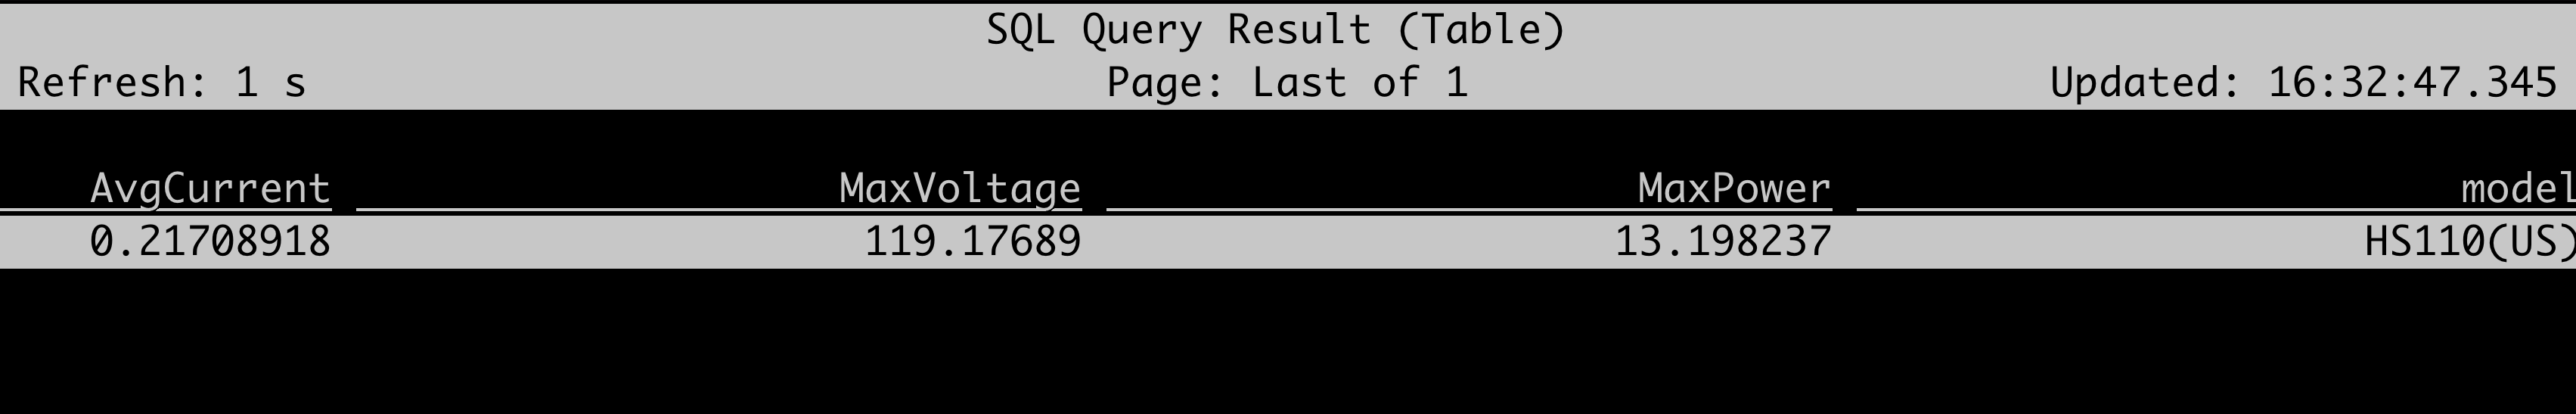 SQL Query Result (Table)
Refresh: 1 s Page: Last of 1 Updated: 16:32:47.345
AvgCurrent MaxVoltage MaxPower model
0.21708918 119.17689 13.198237 HS110(US)